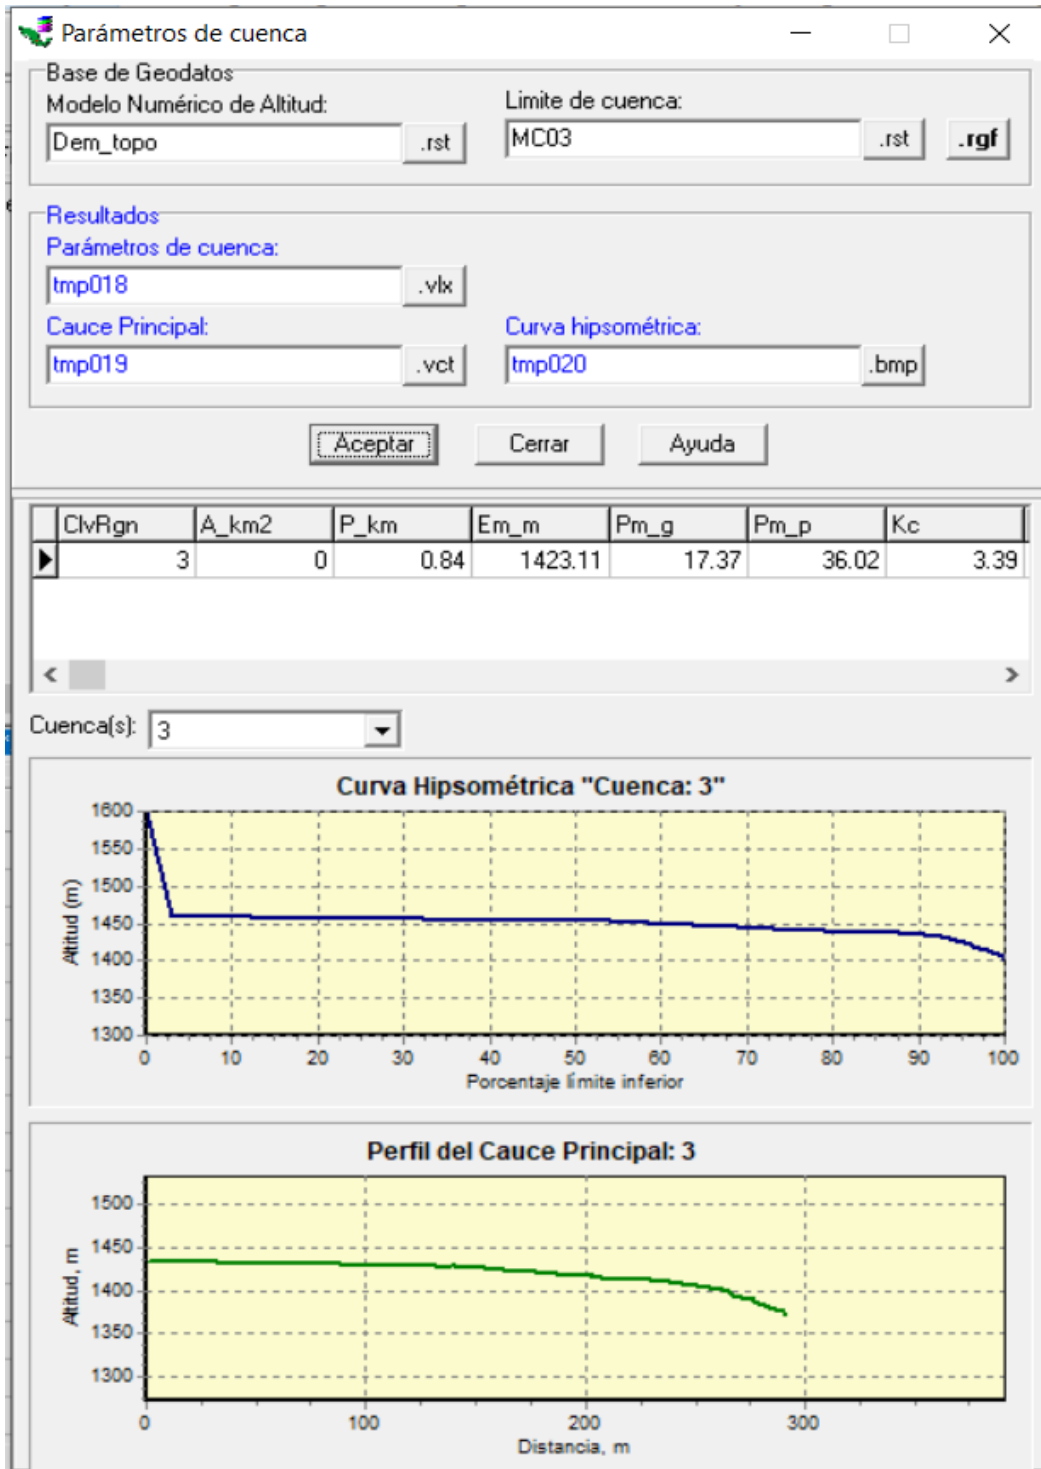 Parámetros de cuenca
Base de Geodatos
Modelo Numérico de Altitud:
Limite de cuenca:
Dem_topo
.rst
MC03
.rst
.rgf
Resultados
Parámetros de cuenca:
tmp018
.vlx
Cauce Principal:
Curva hipsométrica:
tmp019
.vct
tmp020
.bmp
Aceptar
Cerrar
Ayuda
ClvRgn A_km2 P_km Em_m Pm_g Pm_p Kc
3 0 0.84 1423.11 17.37 36.02 3.39
Cuenca(s):
3
Curva Hipsométrica "Cuenca: 3"
Altitud (m)
1600
1550
1500
1450
1400
1350
1300
0 10 20 30 40 50 60 70 80 90 100
Porcentaje límite inferior
Perfil del Cauce Principal: 3
Altitud, m
1500
1450
1400
1350
1300
0 100 200 300
Distancia, m